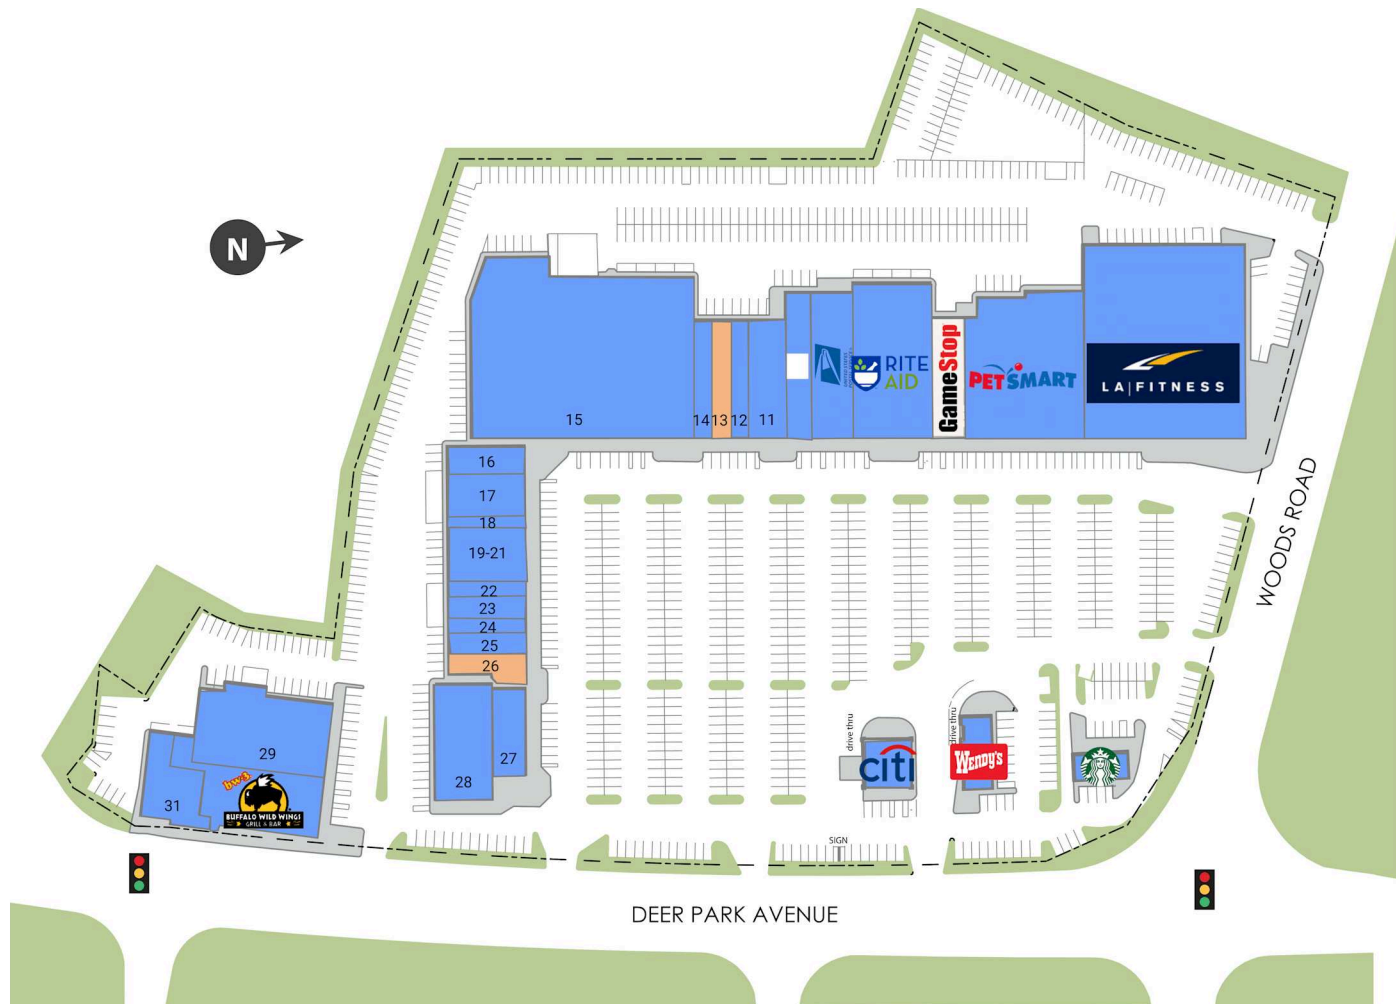 N
15
14
13
12
11
RITE
AID
GameStop
PETSMART
LA|FITNESS
16
17
18
19-21
22
23
24
25
26
27
28
29
31
bw-3
BUFFALO WILD WINGS
GRILL & BAR
drive thru
citi
drive thru
WENDY'S
SIGN
WOODS ROAD
DEER PARK AVENUE